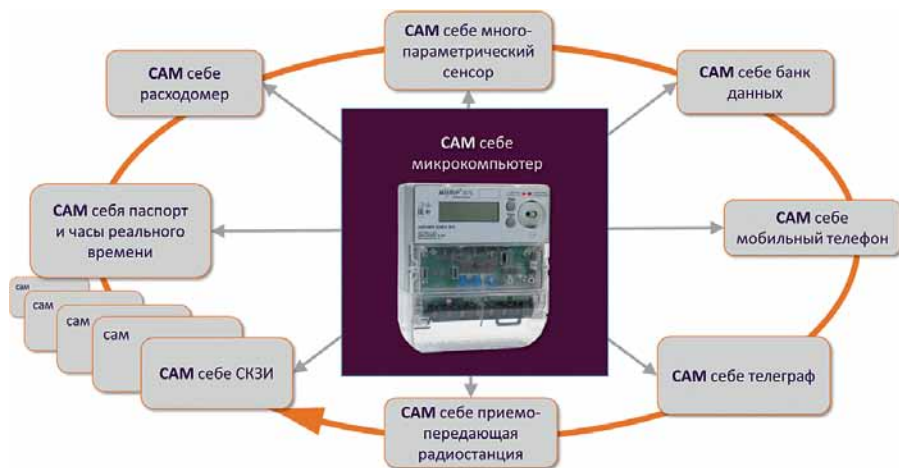 САМ себе много-
параметрический
сенсор
САМ себе
расходомер
САМ себе банк
данных
САМ себе
микрокомпьютер
САМ себя паспорт
и часы реального
времени
САМ себе
мобильный телефон
сам
сам
сам
сам
САМ себе СКЗИ
САМ себе телеграф
САМ себе приемо-
передающая
радиостанция